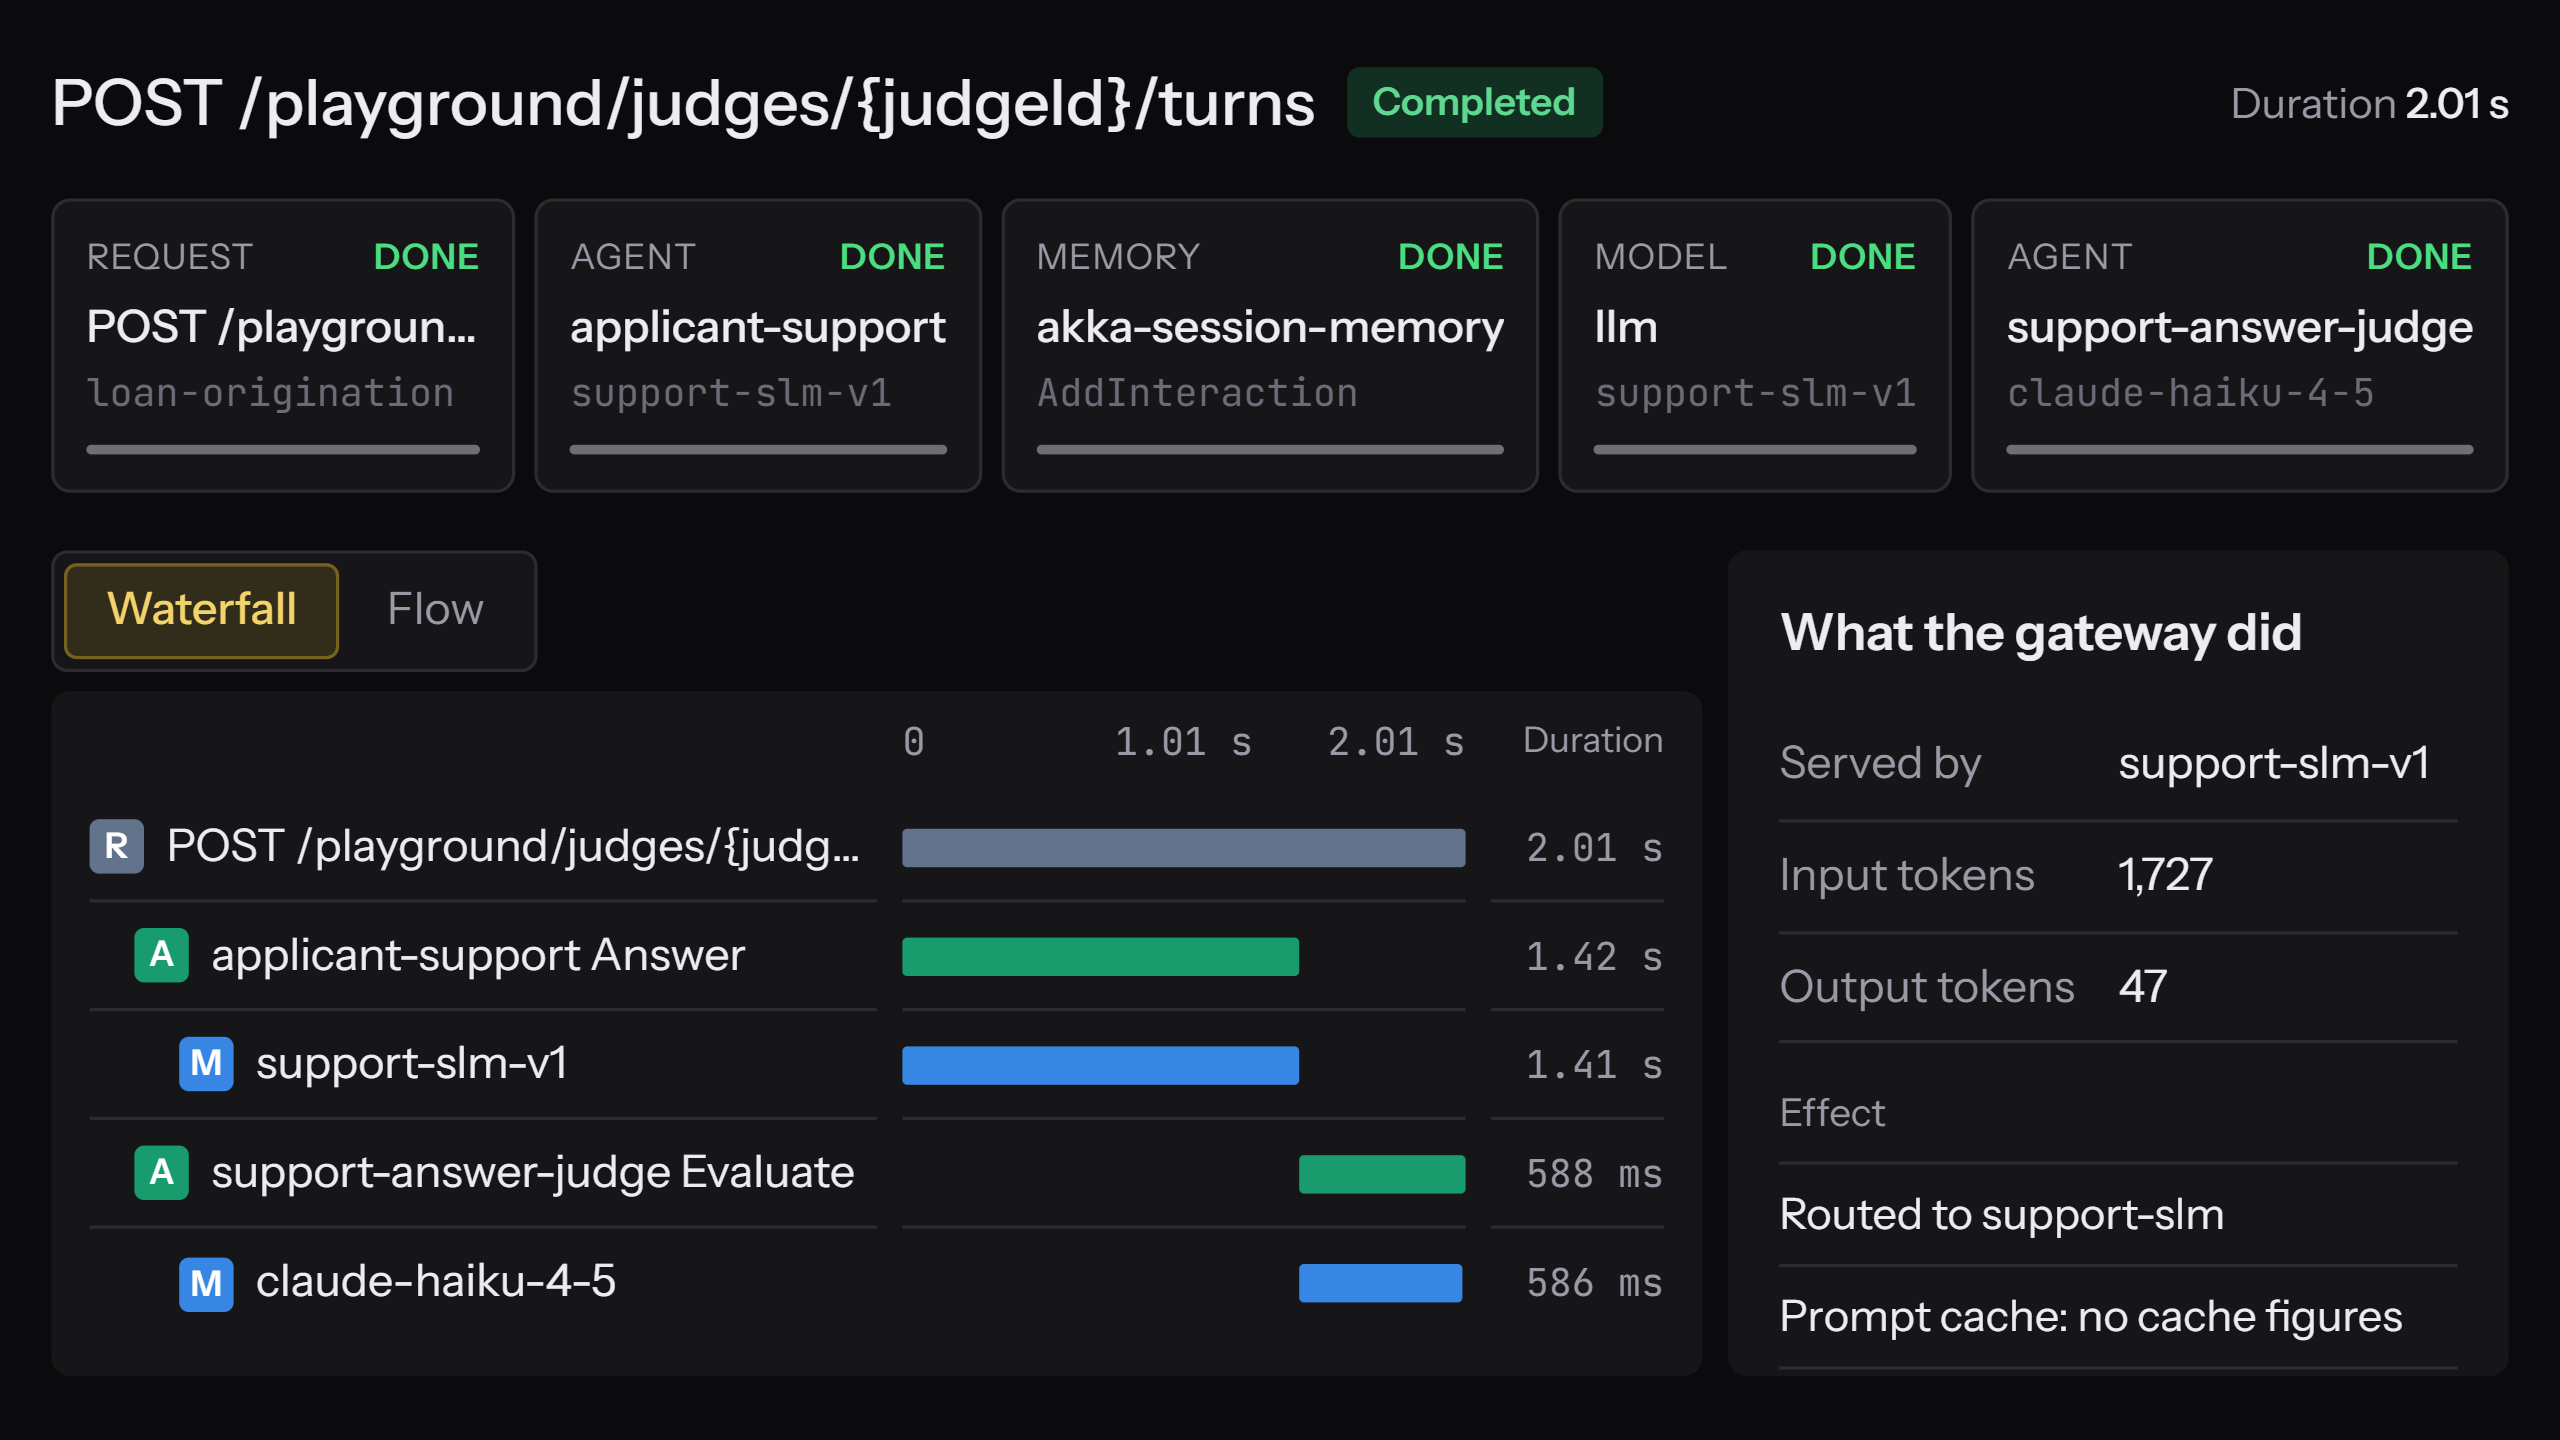 POST /playground/judges/{judgeId}/turns Completed Duration 2.01 s
REQUEST DONE
POST /playgroun...
loan-origination
AGENT DONE
applicant-support
support-slm-v1
MEMORY DONE
akka-session-memory
AddInteraction
MODEL DONE
llm
support-slm-v1
AGENT DONE
support-answer-judge
claude-haiku-4-5
Waterfall Flow
0 1.01 s 2.01 s Duration
R POST /playground/judges/{judg... 2.01 s
A applicant-support Answer 1.42 s
M support-slm-v1 1.41 s
A support-answer-judge Evaluate 588 ms
M claude-haiku-4-5 586 ms
What the gateway did
Served by support-slm-v1
Input tokens 1,727
Output tokens 47
Effect
Routed to support-slm
Prompt cache: no cache figures